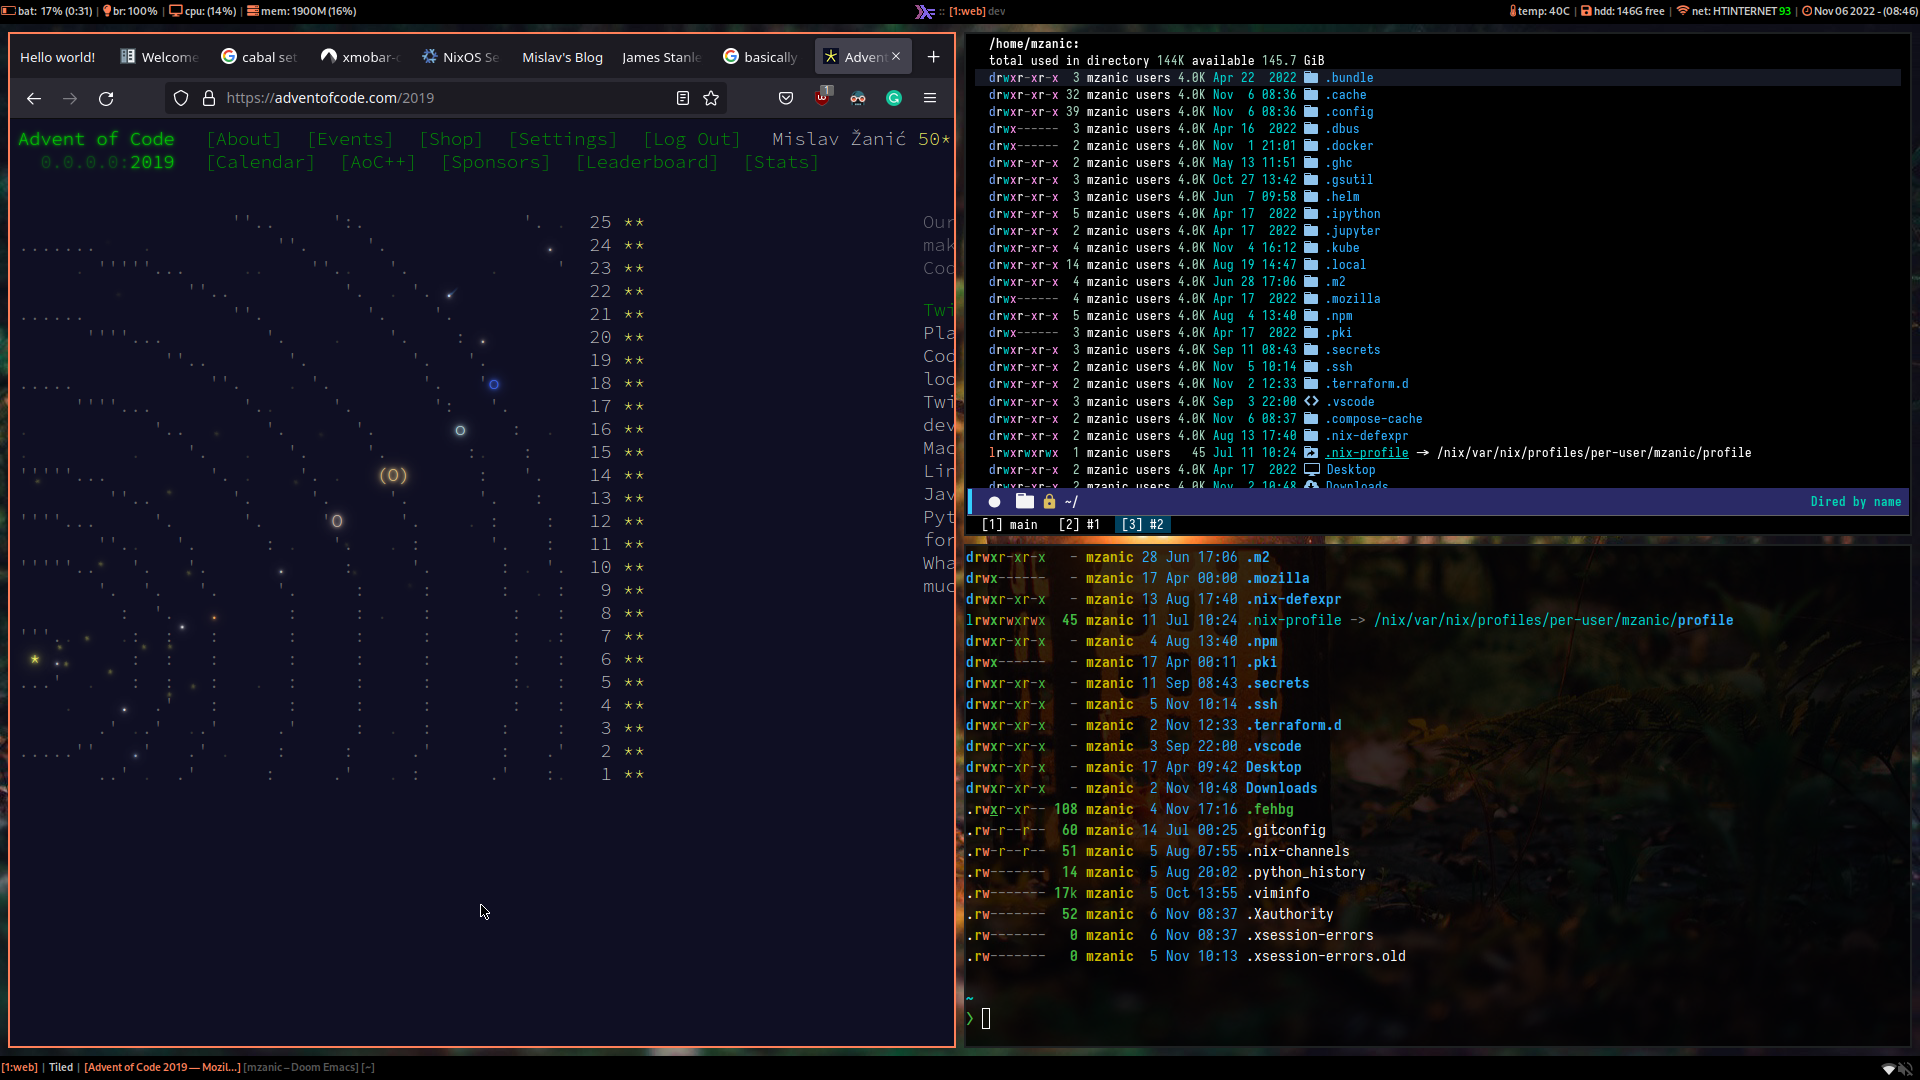 bat: 17% (0:31) | br: 100% | cpu: (14%) | mem: 1900M (16%)
:: [1:web] dev
temp: 40C | hdd: 146G free | net: HTINTERNET 93 | Nov 06 2022 - (08:46)
Hello world! Welcome cabal set xmobar- NixOS Se Mislav's Blog James Stanle basically Adven
https://adventofcode.com/2019
1
Advent of Code [About] [Events] [Shop] [Settings] [Log Out] Mislav Žanić 50*
0.0.0.0:2019 [Calendar] [AoC++] [Sponsors] [Leaderboard] [Stats]
25 **
24 **
23 **
22 **
21 **
20 **
19 **
18 **
17 **
16 **
15 **
14 **
13 **
12 **
11 **
10 **
9 **
8 **
7 **
6 **
5 **
4 **
3 **
2 **
1 **
Our
mak
Coc
Twi
Pla
Coc
loc
Twi
dev
Mac
Lin
Jav
Pyt
for
Wha
muc
/home/mzanic:
total used in directory 144K available 145.7 GiB
drwxr-xr-x 3 mzanic users 4.0K Apr 22 2022 .bundle
drwxr-xr-x 32 mzanic users 4.0K Nov 6 08:36 .cache
drwxr-xr-x 39 mzanic users 4.0K Nov 6 08:36 .config
drwx------ 3 mzanic users 4.0K Apr 16 2022 .dbus
drwx------ 2 mzanic users 4.0K Nov 1 21:01 .docker
drwxr-xr-x 2 mzanic users 4.0K May 13 11:51 .ghc
drwxr-xr-x 3 mzanic users 4.0K Oct 27 13:42 .gsutil
drwxr-xr-x 3 mzanic users 4.0K Jun 7 09:58 .helm
drwxr-xr-x 5 mzanic users 4.0K Apr 17 2022 .ipython
drwxr-xr-x 2 mzanic users 4.0K Apr 17 2022 .jupyter
drwxr-xr-x 4 mzanic users 4.0K Nov 4 16:12 .kube
drwxr-xr-x 14 mzanic users 4.0K Aug 19 14:47 .local
drwxr-xr-x 4 mzanic users 4.0K Jun 28 17:06 .m2
drwx------ 4 mzanic users 4.0K Apr 17 2022 .mozilla
drwxr-xr-x 5 mzanic users 4.0K Aug 4 13:40 .npm
drwx------ 3 mzanic users 4.0K Apr 17 2022 .pki
drwxr-xr-x 3 mzanic users 4.0K Sep 11 08:43 .secrets
drwxr-xr-x 2 mzanic users 4.0K Nov 5 10:14 .ssh
drwxr-xr-x 2 mzanic users 4.0K Nov 2 12:33 .terraform.d
drwxr-xr-x 3 mzanic users 4.0K Sep 3 22:00 .vscode
drwxr-xr-x 2 mzanic users 4.0K Nov 6 08:37 .compose-cache
drwxr-xr-x 2 mzanic users 4.0K Aug 13 17:40 .nix-defexpr
lrwxrwxrwx 1 mzanic users 45 Jul 11 10:24 .nix-profile → /nix/var/nix/profiles/per-user/mzanic/profile
drwxr-xr-x 2 mzanic users 4.0K Apr 17 2022 Desktop
drwxr-xr-x 2 mzanic users 4.0K Nov 2 10:48 Downloads
~/ Dired by name
[1] main [2] #1 [3] #2
drwxr-xr-x - mzanic 28 Jun 17:06 .m2
drwx------ - mzanic 17 Apr 00:00 .mozilla
drwxr-xr-x - mzanic 13 Aug 17:40 .nix-defexpr
lrwxrwxrwx 45 mzanic 11 Jul 10:24 .nix-profile -> /nix/var/nix/profiles/per-user/mzanic/profile
drwxr-xr-x - mzanic 4 Aug 13:40 .npm
drwx------ - mzanic 17 Apr 00:11 .pki
drwxr-xr-x - mzanic 11 Sep 08:43 .secrets
drwxr-xr-x - mzanic 5 Nov 10:14 .ssh
drwxr-xr-x - mzanic 2 Nov 12:33 .terraform.d
drwxr-xr-x - mzanic 3 Sep 22:00 .vscode
drwxr-xr-x - mzanic 17 Apr 09:42 Desktop
drwxr-xr-x - mzanic 2 Nov 10:48 Downloads
.rwxr-xr-- 108 mzanic 4 Nov 17:16 .fehbg
.rw-r--r-- 60 mzanic 14 Jul 00:25 .gitconfig
.rw-r--r-- 51 mzanic 5 Aug 07:55 .nix-channels
.rw------- 14 mzanic 5 Aug 20:02 .python_history
.rw------- 17k mzanic 5 Oct 13:55 .viminfo
.rw------- 52 mzanic 6 Nov 08:37 .Xauthority
.rw------- 0 mzanic 6 Nov 08:37 .xsession-errors
.rw------- 0 mzanic 5 Nov 10:13 .xsession-errors.old
~
❯
[1:web] | Tiled | [Advent of Code 2019 — Mozil...] [mzanic – Doom Emacs] [~]